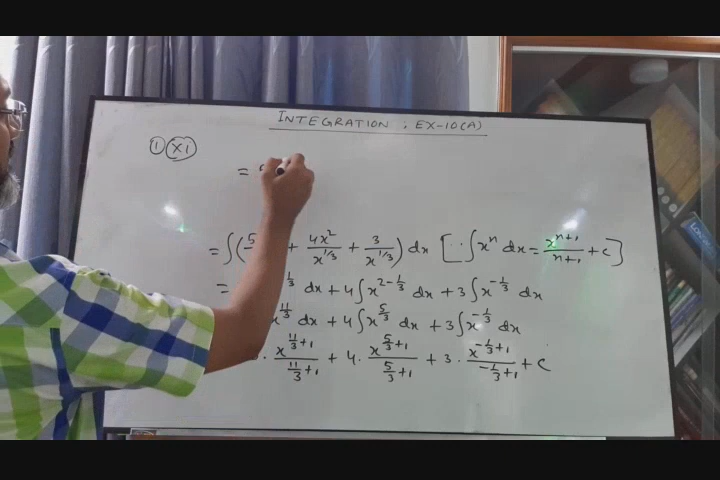 INTEGRATION : EX-10(A)
① (XI)
=
= ∫(5 + 4x²/x^(1/3) + 3/x^(1/3)) dx [∵ ∫xⁿ dx = x^(n+1)/(n+1) + c]
= 1/3 dx + 4∫x^(2-1/3) dx + 3∫x^(-1/3) dx
x^(11/3) dx + 4∫x^(5/3) dx + 3∫x^(-1/3) dx
· x^(11/3+1)/(11/3+1) + 4. x^(5/3+1)/(5/3+1) + 3. x^(-1/3+1)/(-1/3+1) + C